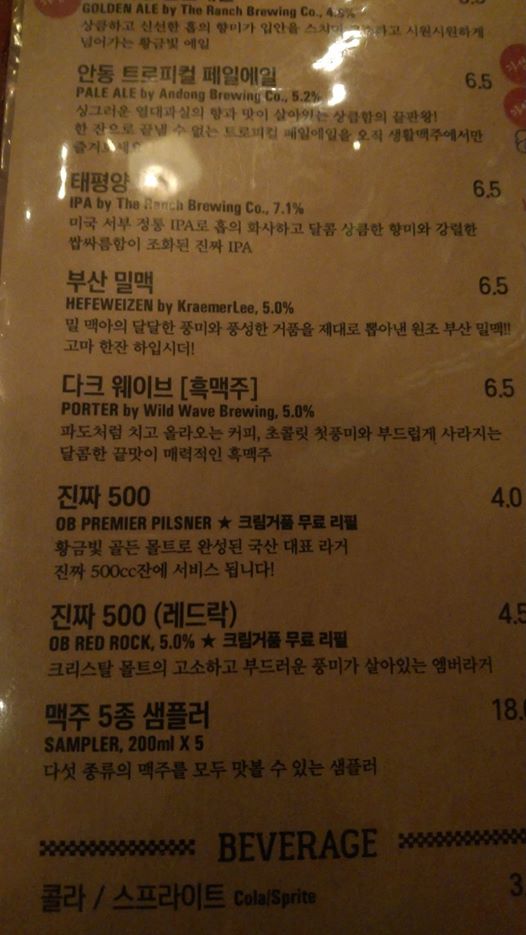 GOLDEN ALE by The Ranch Brewing Co., 4.8%
상큼하고 신선한 홉의 향미가 입안을 스치며 시원시원하게
넘어가는 황금빛 에일
안동 트로피컬 페일에일 6.5
PALE ALE by Andong Brewing Co., 5.2%
싱그러운 열대과실의 향과 맛이 살아있는 상큼함의 끝판왕!
한 잔으로 끝낼 수 없는 트로피컬 페일에일을 오직 생활맥주에서만
태평양 6.5
IPA by The Ranch Brewing Co., 7.1%
미국 서부 정통 IPA로 홉의 화사하고 달콤 상큼한 향미와 강렬한
쌉싸름함이 조화된 진짜 IPA
부산 밀맥 6.5
HEFEWEIZEN by KraemerLee, 5.0%
밀 맥아의 달달한 풍미와 풍성한 거품을 제대로 뽑아낸 원조 부산 밀맥!!
고마 한잔 하입시더!
다크 웨이브 [흑맥주] 6.5
PORTER by Wild Wave Brewing, 5.0%
파도처럼 치고 올라오는 커피, 초콜릿 첫풍미와 부드럽게 사라지는
달콤한 끝맛이 매력적인 흑맥주
진짜 500 4.0
OB PREMIER PILSNER ★ 크림거품 무료 리필
황금빛 골든 몰트로 완성된 국산 대표 라거
진짜 500cc잔에 서비스 됩니다!
진짜 500 (레드락) 4.5
OB RED ROCK, 5.0% ★ 크림거품 무료 리필
크리스탈 몰트의 고소하고 부드러운 풍미가 살아있는 엠버라거
맥주 5종 샘플러
SAMPLER, 200ml X 5
다섯 종류의 맥주를 모두 맛볼 수 있는 샘플러
BEVERAGE
콜라 / 스프라이트 Cola/Sprite